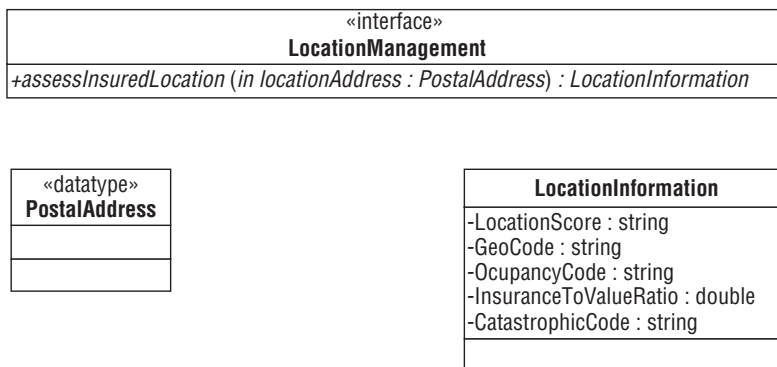 «interface»
LocationManagement
+assessInsuredLocation (in locationAddress : PostalAddress) : LocationInformation
«datatype»
PostalAddress
LocationInformation
-LocationScore : string
-GeoCode : string
-OcupancyCode : string
-InsuranceToValueRatio : double
-CatastrophicCode : string